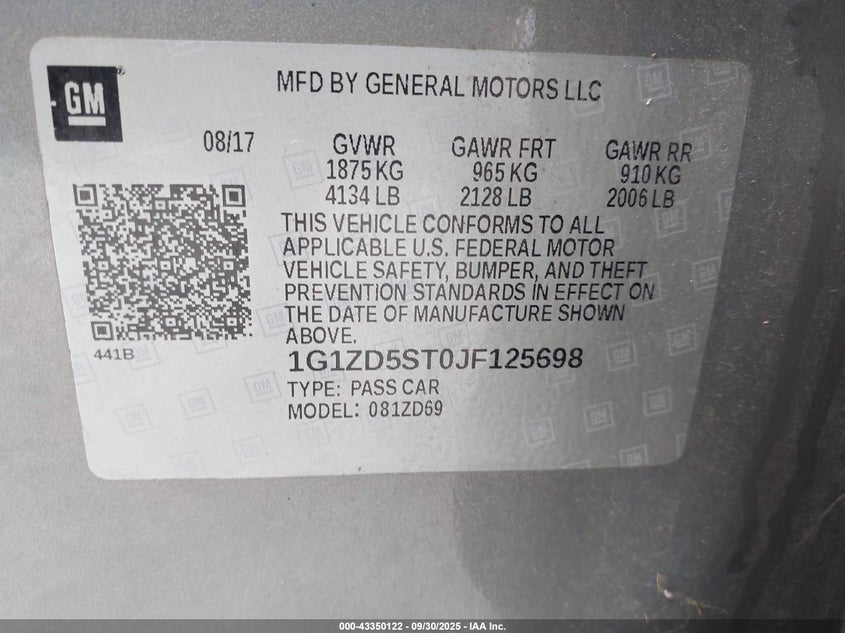 GM
MFD BY GENERAL MOTORS LLC
08/17 GVWR GAWR FRT GAWR RR
1875 KG 965 KG 910 KG
4134 LB 2128 LB 2006 LB
THIS VEHICLE CONFORMS TO ALL
APPLICABLE U.S. FEDERAL MOTOR
VEHICLE SAFETY, BUMPER, AND THEFT
PREVENTION STANDARDS IN EFFECT ON
THE DATE OF MANUFACTURE SHOWN
ABOVE.
441B
1G1ZD5ST0JF125698
TYPE: PASS CAR
MODEL: 081ZD69
000-43350122 - 09/30/2025 - IAA Inc.